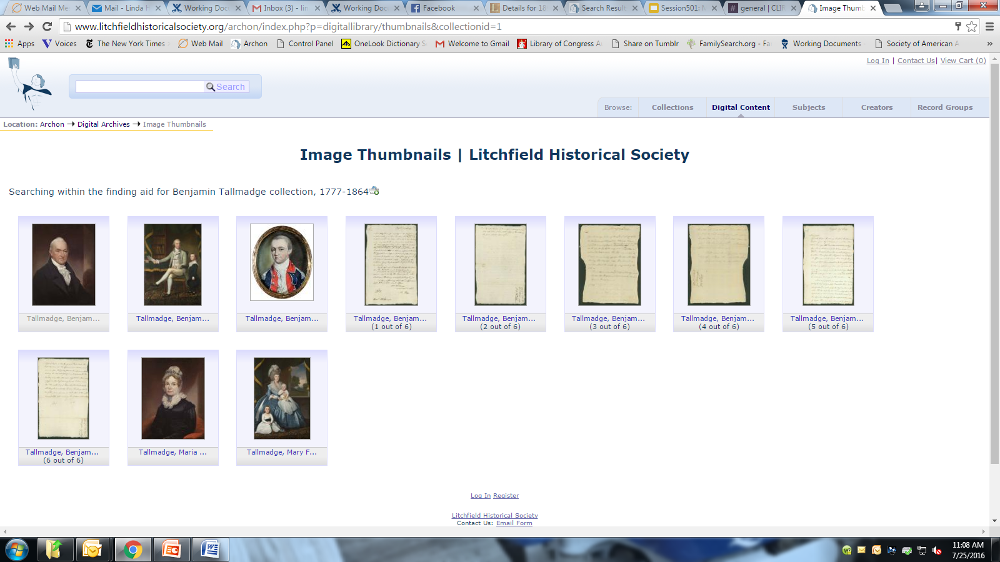 Web Mail Me
Mail - Linda H
Working Doc
Inbox (3) - lin
Working Doc
Facebook
Details for 18
Search Result
Session501: M
general | CLIR
Image Thumb
www.litchfieldhistoricalsociety.org/archon/index.php?p=digitallibrary/thumbnails&collectionid=1
Apps Voices The New York Times Web Mail Archon Control Panel OneLook Dictionary S Welcome to Gmail Library of Congress A Share on Tumblr FamilySearch.org - Fa Working Documents - Society of American A »
Log In | Contact Us| View Cart (0)
Search
Browse: Collections Digital Content Subjects Creators Record Groups
Location: Archon → Digital Archives → Image Thumbnails
Image Thumbnails | Litchfield Historical Society
Searching within the finding aid for Benjamin Tallmadge collection, 1777-1864
Tallmadge, Benjam...
Tallmadge, Benjam...
Tallmadge, Benjam...
Tallmadge, Benjam...
(1 out of 6)
Tallmadge, Benjam...
(2 out of 6)
Tallmadge, Benjam...
(3 out of 6)
Tallmadge, Benjam...
(4 out of 6)
Tallmadge, Benjam...
(5 out of 6)
Tallmadge, Benjam...
(6 out of 6)
Tallmadge, Maria ...
Tallmadge, Mary F...
Log In Register
Litchfield Historical Society
Contact Us: Email Form
11:08 AM
7/25/2016